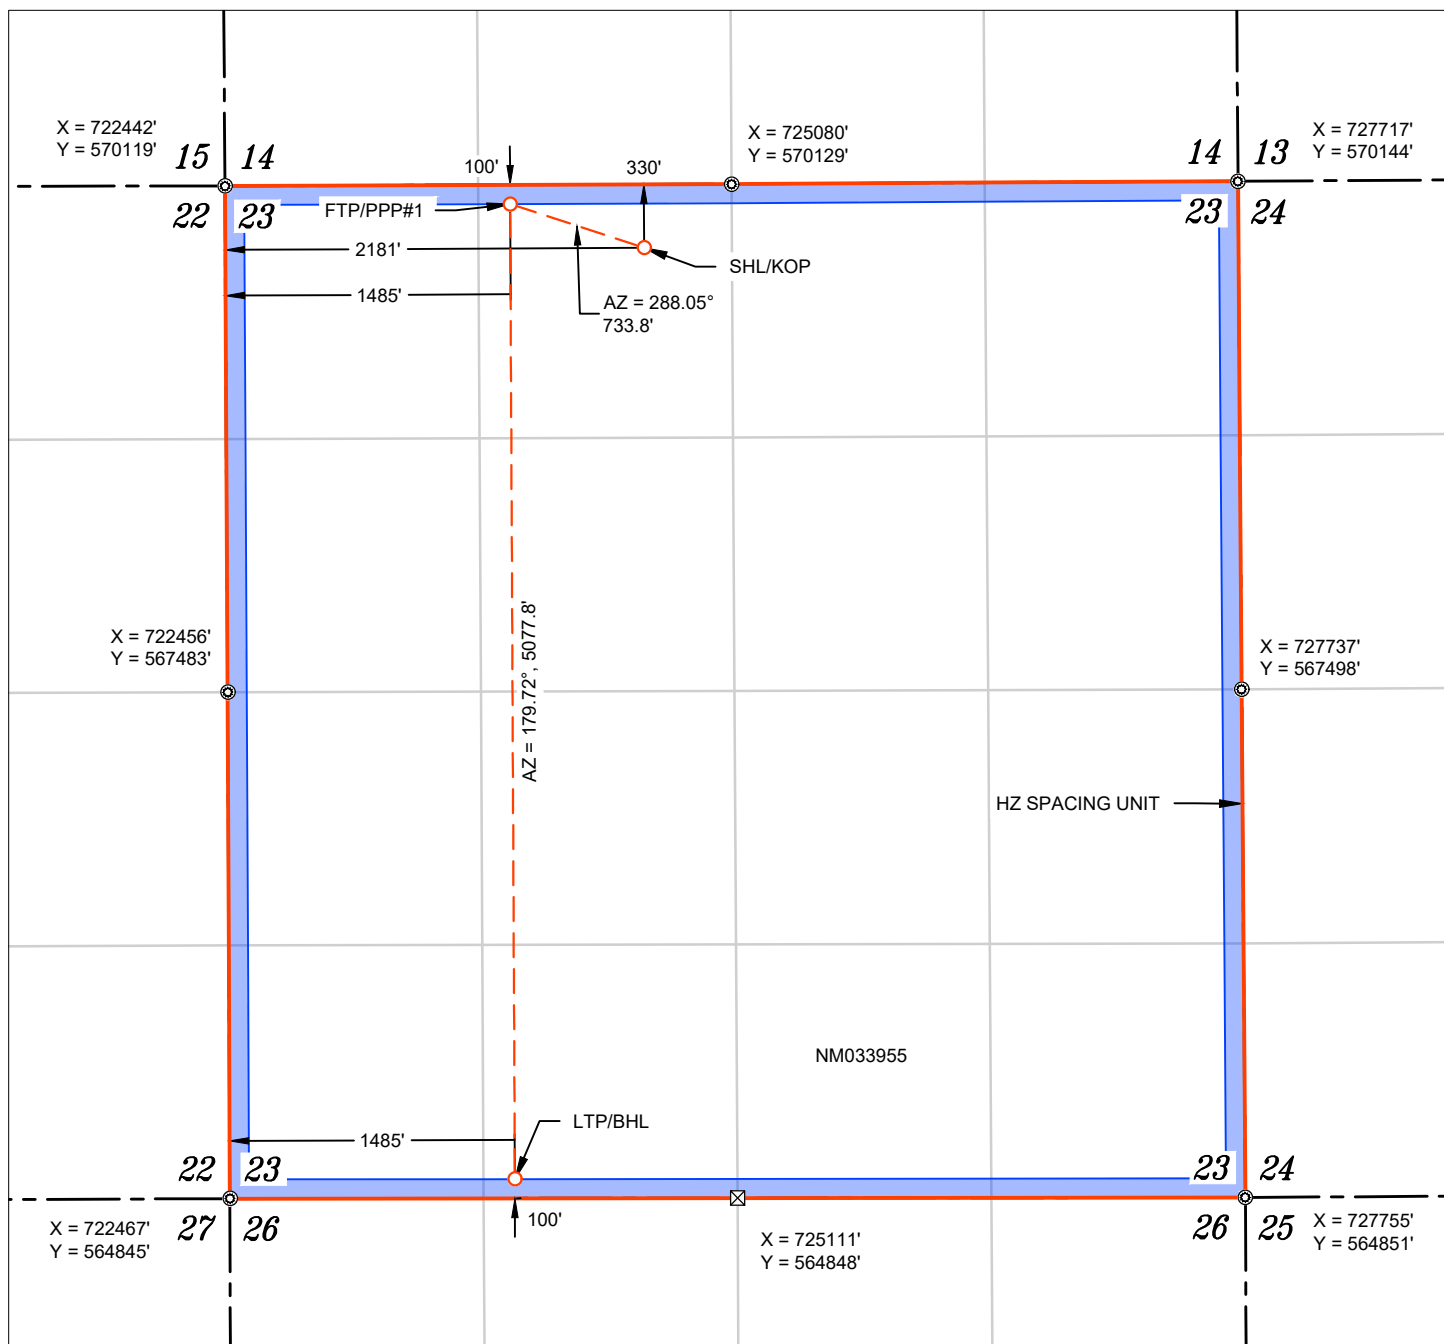 X = 722442'
Y = 570119'
15 14
22 23
X = 725080'
Y = 570129'
14 13
23 24
X = 727717'
Y = 570144'
100'
330'
FTP/PPP#1
2181'
SHL/KOP
1485'
AZ = 288.05°
733.8'
X = 722456'
Y = 567483'
AZ = 179.72°, 5077.8'
X = 727737'
Y = 567498'
HZ SPACING UNIT
NM033955
LTP/BHL
1485'
22 23
27 26
X = 722467'
Y = 564845'
100'
X = 725111'
Y = 564848'
23 24
26 25
X = 727755'
Y = 564851'